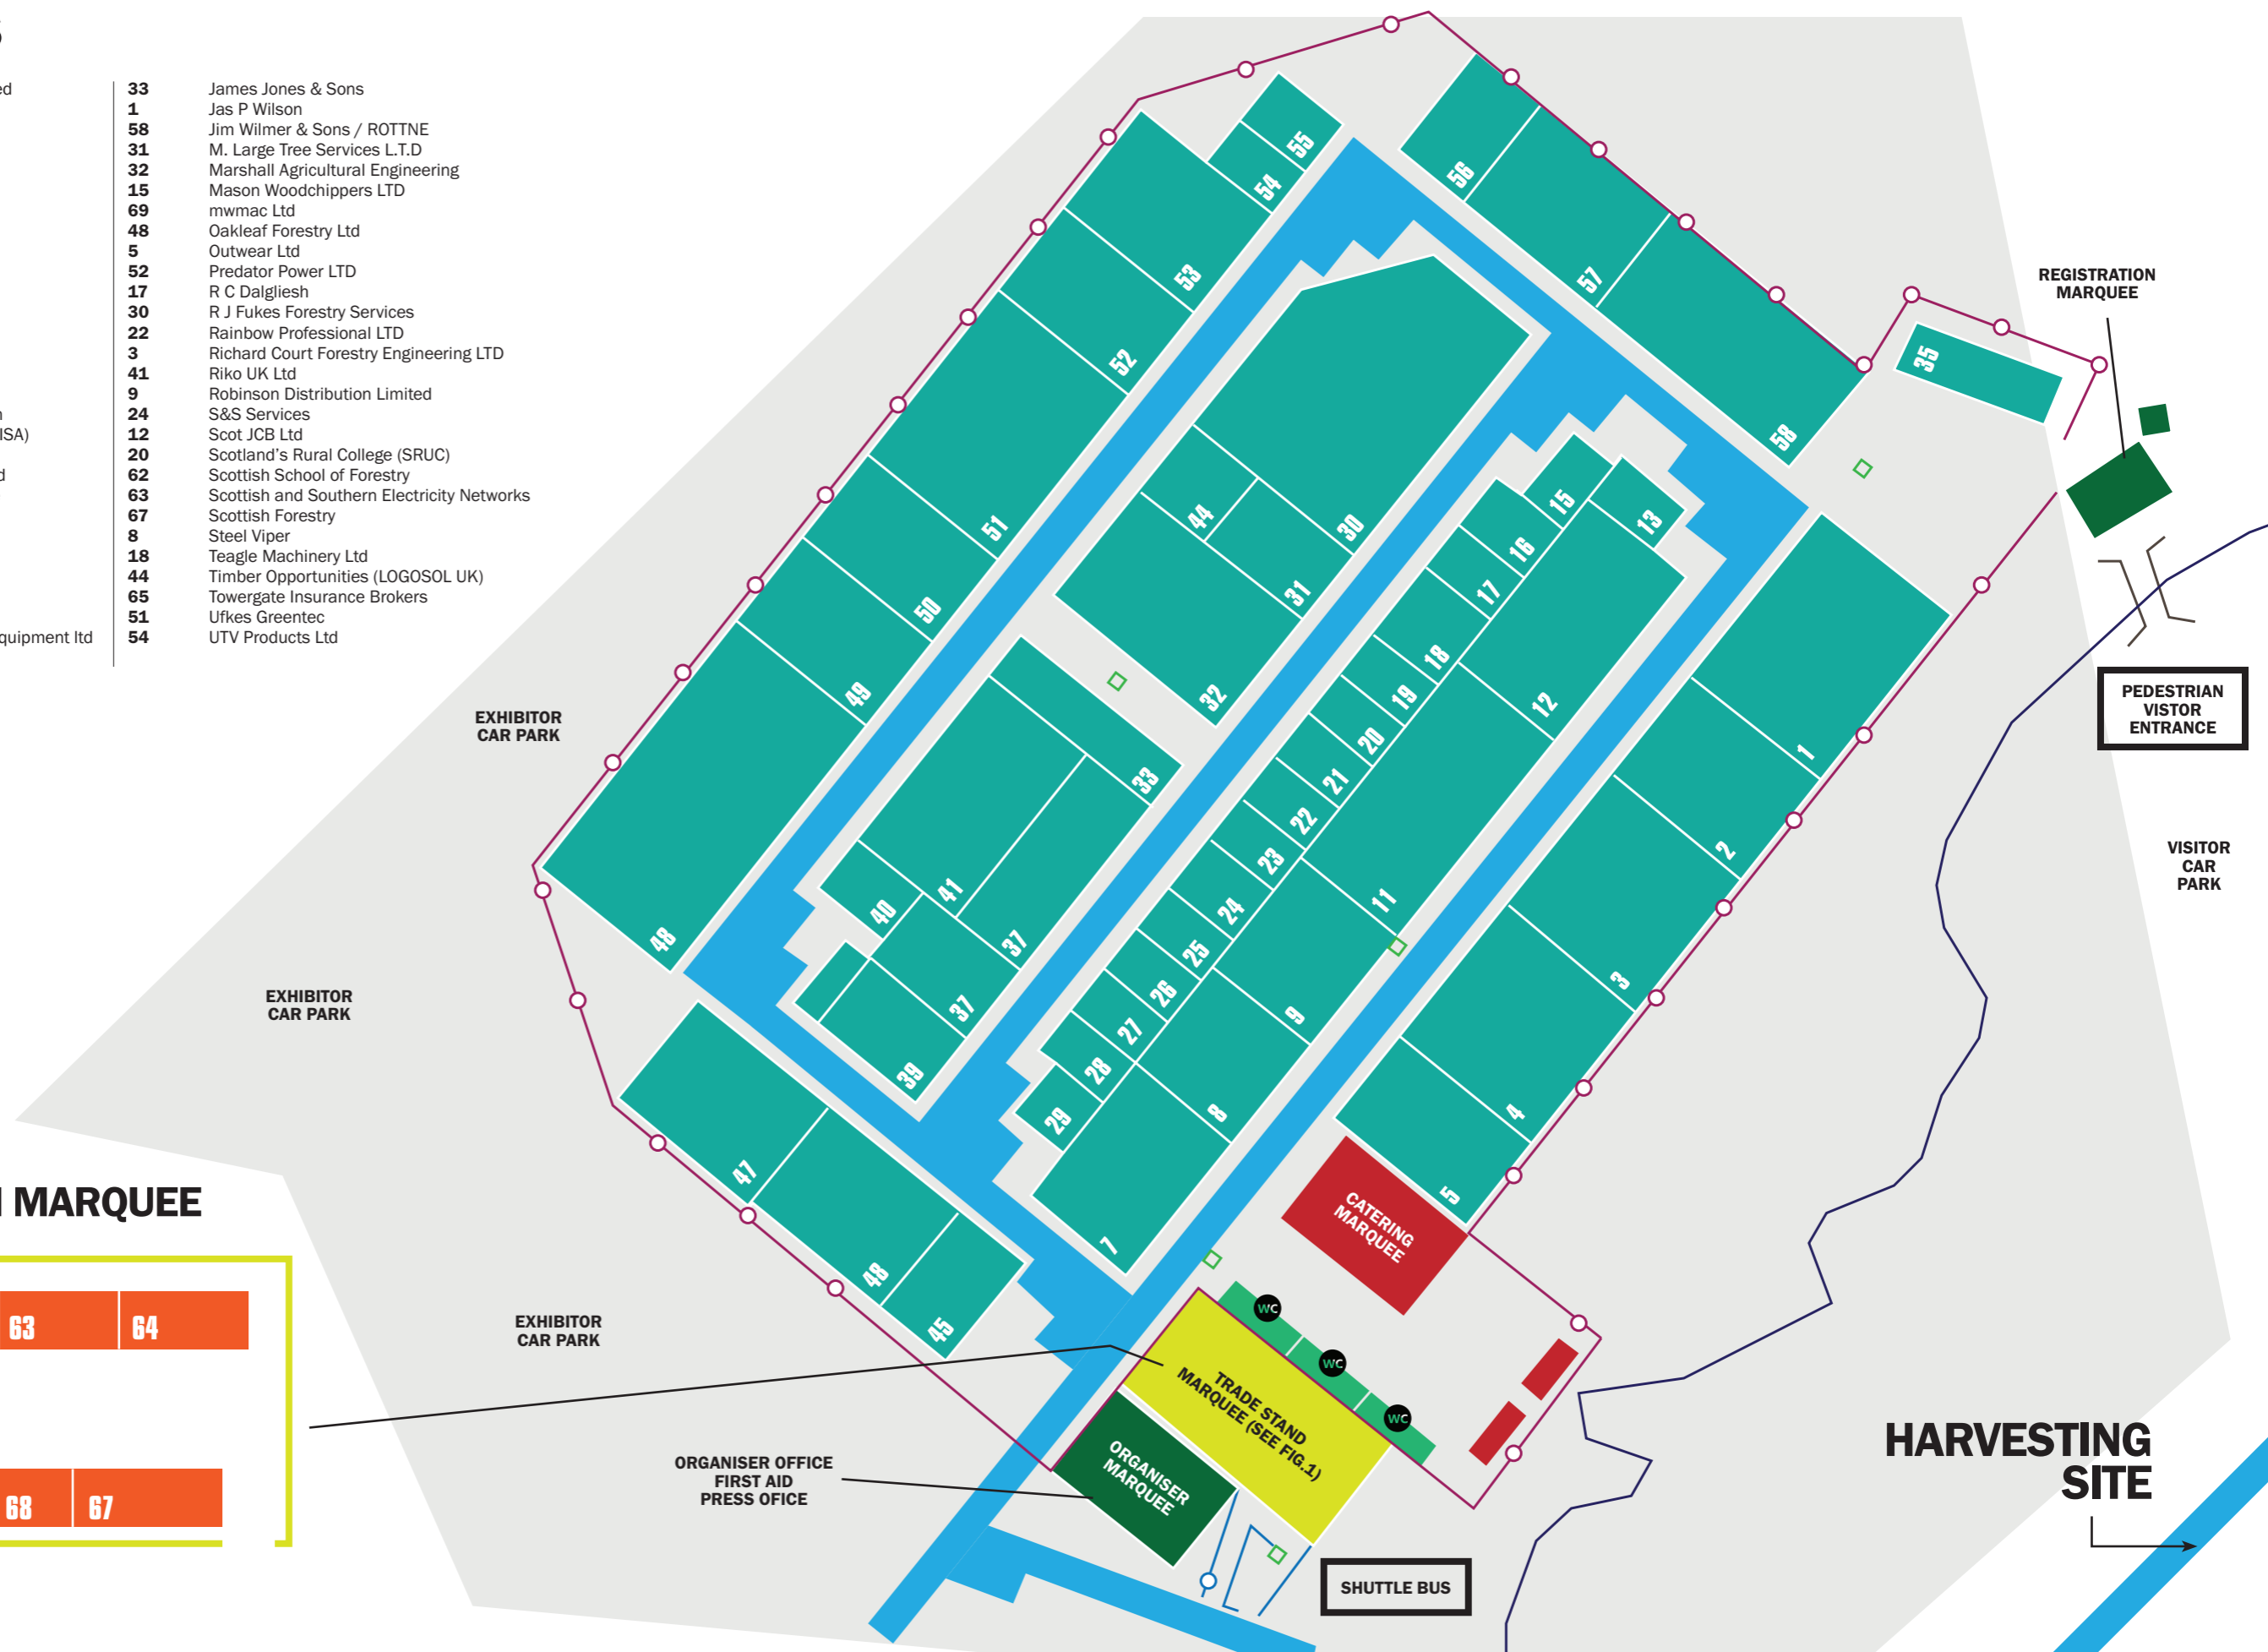 S
ed
n
ISA)
d
quipment ltd
33 James Jones & Sons
1 Jas P Wilson
58 Jim Wilmer & Sons / ROTTNE
31 M. Large Tree Services L.T.D
32 Marshall Agricultural Engineering
15 Mason Woodchippers LTD
69 mwmac Ltd
48 Oakleaf Forestry Ltd
5 Outwear Ltd
52 Predator Power LTD
17 R C Dalgliesh
30 R J Fukes Forestry Services
22 Rainbow Professional LTD
3 Richard Court Forestry Engineering LTD
41 Riko UK Ltd
9 Robinson Distribution Limited
24 S&S Services
12 Scot JCB Ltd
20 Scotland's Rural College (SRUC)
62 Scottish School of Forestry
63 Scottish and Southern Electricity Networks
67 Scottish Forestry
8 Steel Viper
18 Teagle Machinery Ltd
44 Timber Opportunities (LOGOSOL UK)
65 Towergate Insurance Brokers
51 Ufkes Greentec
54 UTV Products Ltd
55
54
53
52
51
50
49
48
56
57
58
35
30
44
31
32
33
41
40
37
37
39
15
13
16
17
18
19
20
21
22
23
24
25
26
27
28
29
12
11
9
8
7
1
2
3
4
5
47
48
45
REGISTRATION
MARQUEE
PEDESTRIAN
VISTOR
ENTRANCE
VISITOR
CAR
PARK
EXHIBITOR
CAR PARK
EXHIBITOR
CAR PARK
EXHIBITOR
CAR PARK
CATERING
MARQUEE
WC
WC
WC
TRADE STAND
MARQUEE (SEE FIG.1)
ORGANISER
MARQUEE
ORGANISER OFFICE
FIRST AID
PRESS OFICE
SHUTTLE BUS
HARVESTING
SITE
MARQUEE
63
64
68
67